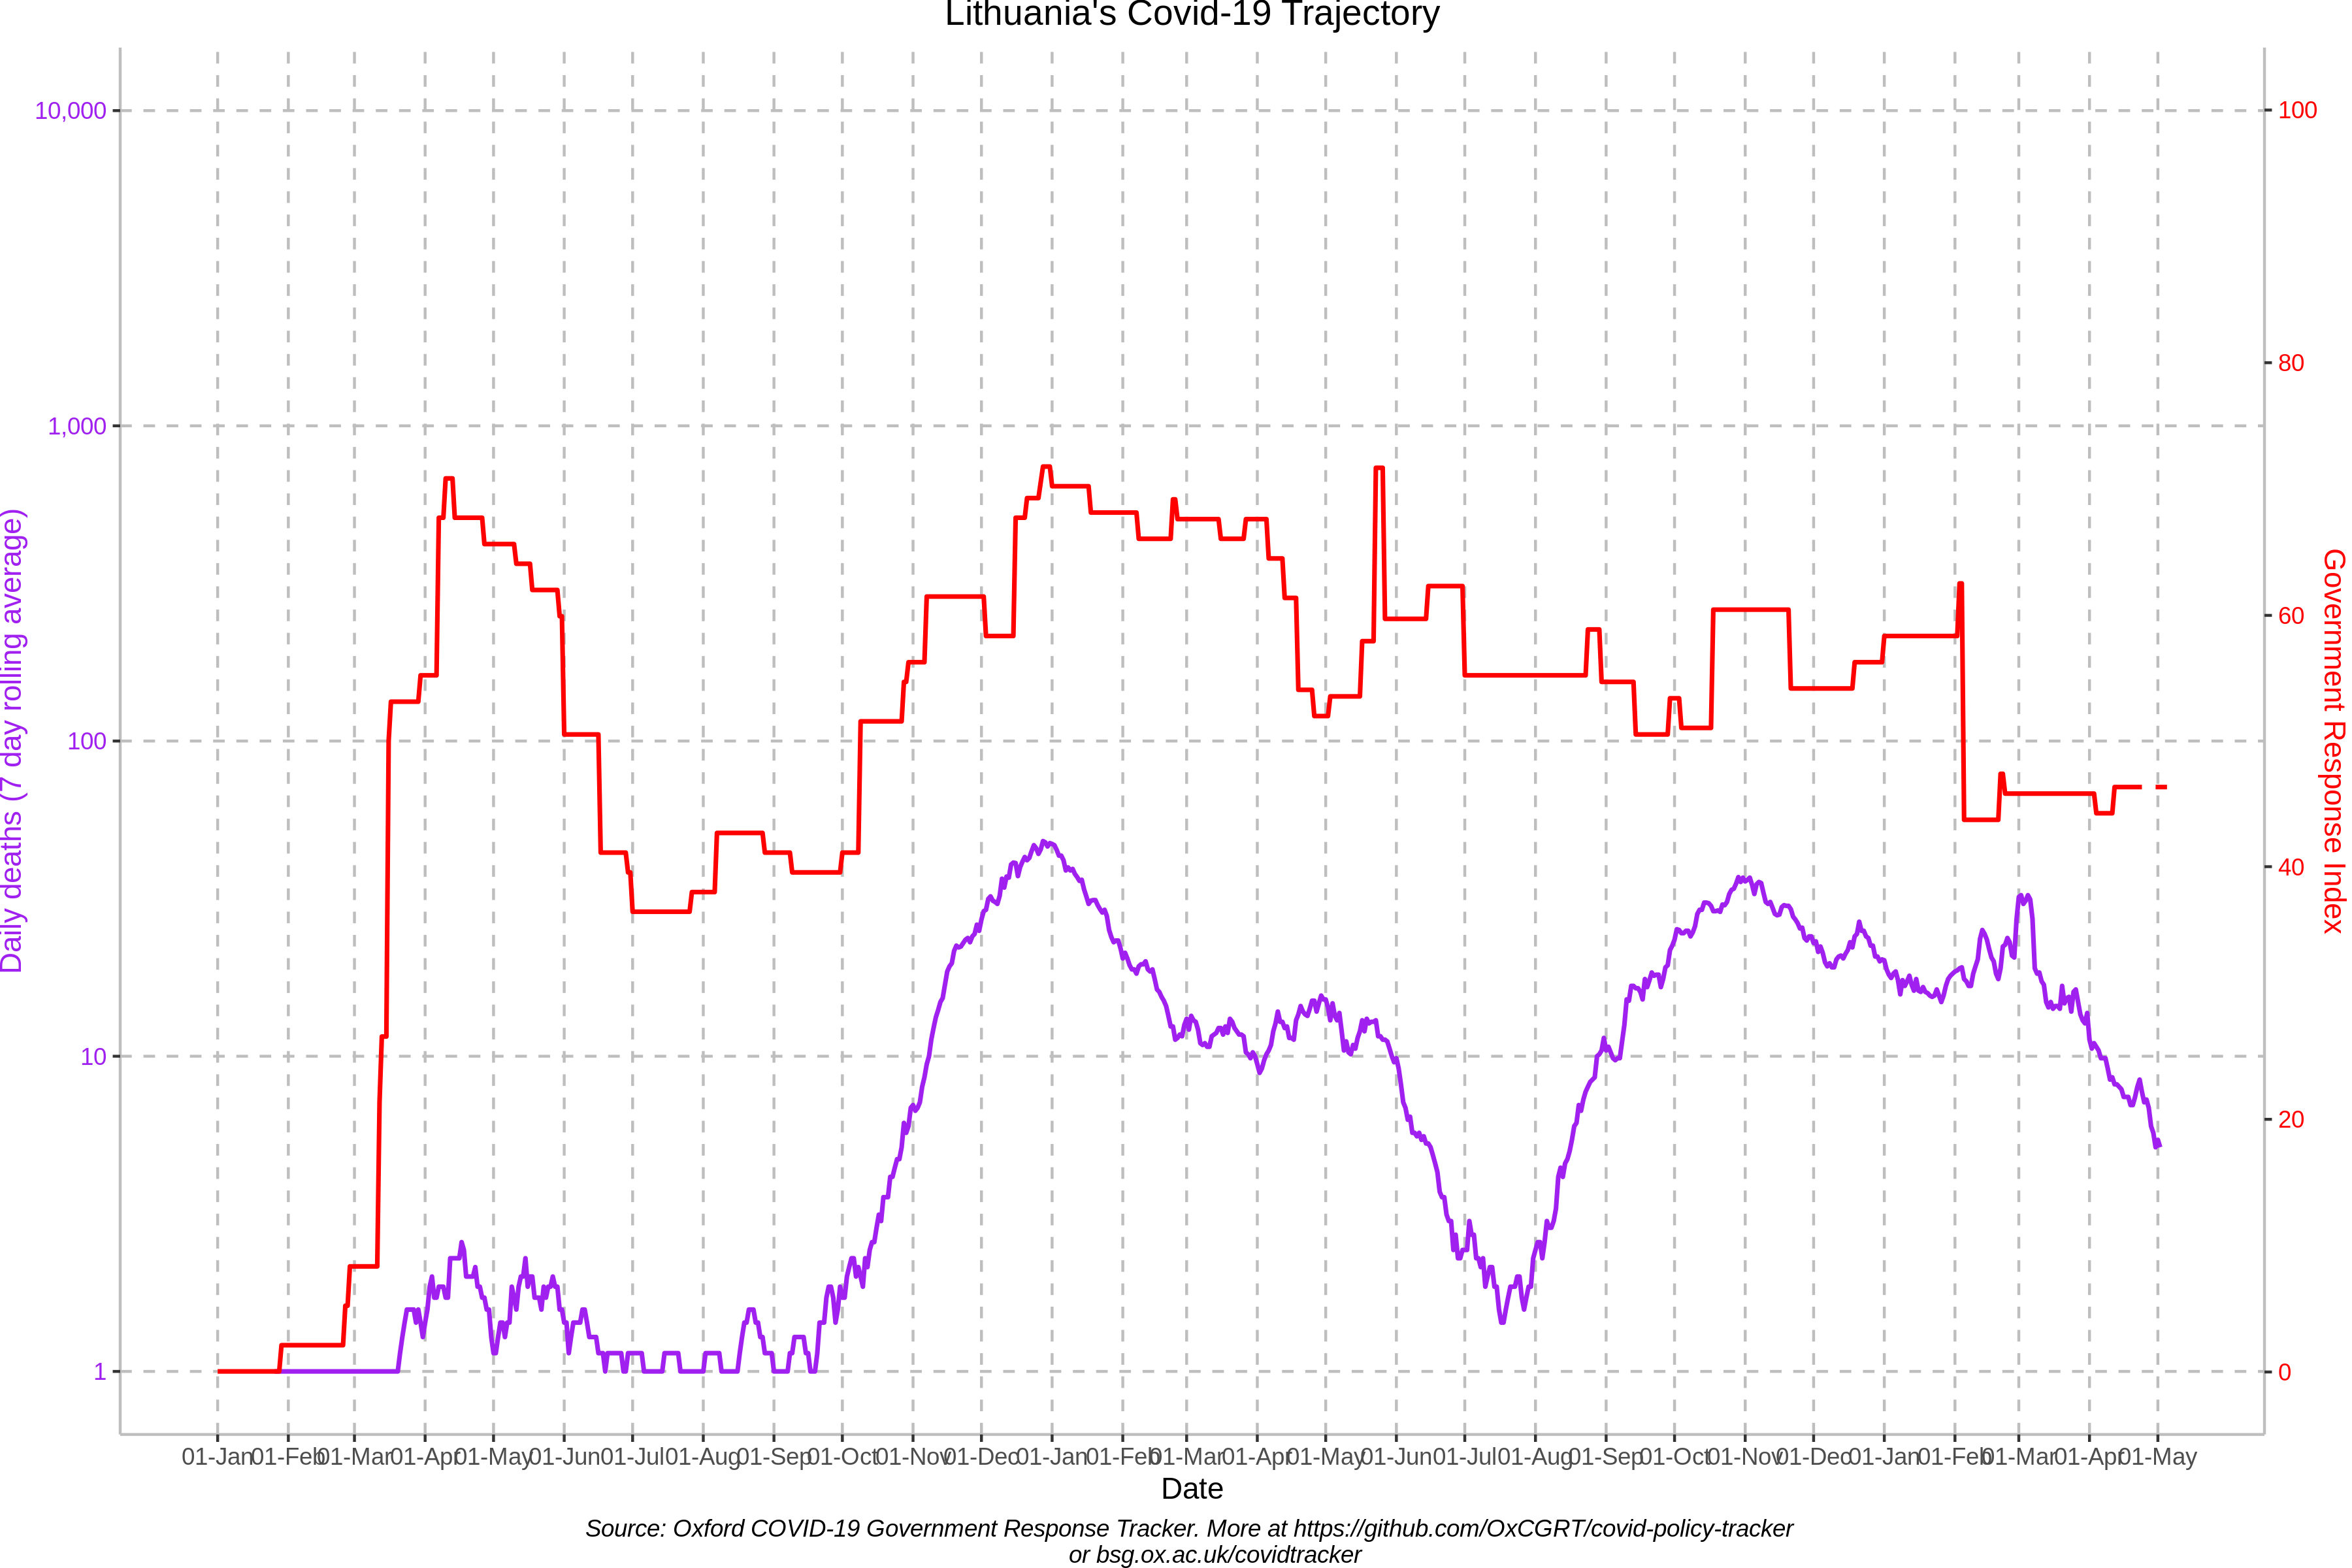 Lithuania's Covid-19 Trajectory
10,000
1,000
100
10
1
Daily deaths (7 day rolling average)
100
80
60
40
20
0
Government Response Index
01-Jan 01-Feb 01-Mar 01-Apr 01-May 01-Jun 01-Jul 01-Aug 01-Sep 01-Oct 01-Nov 01-Dec 01-Jan 01-Feb 01-Mar 01-Apr 01-May 01-Jun 01-Jul 01-Aug 01-Sep 01-Oct 01-Nov 01-Dec 01-Jan 01-Feb 01-Mar 01-Apr 01-May
Date
Source: Oxford COVID-19 Government Response Tracker. More at https://github.com/OxCGRT/covid-policy-tracker
or bsg.ox.ac.uk/covidtracker